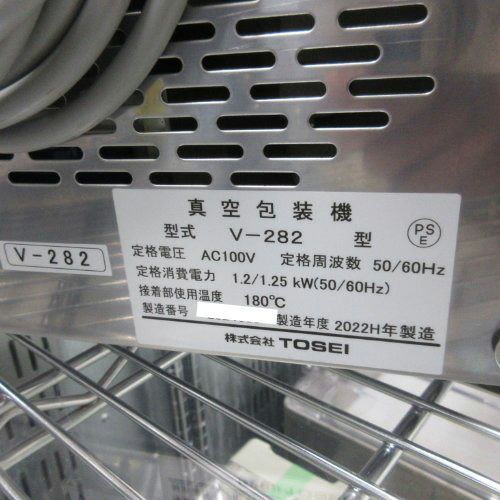 真空包装機
型式 V-282 型
PS
E
定格電圧 AC100V 定格周波数 50/60Hz
定格消費電力 1.2/1.25 kW(50/60Hz)
接着部使用温度 180℃
製造番号 製造年度 2022H年製造
株式会社 TOSEI
V-282